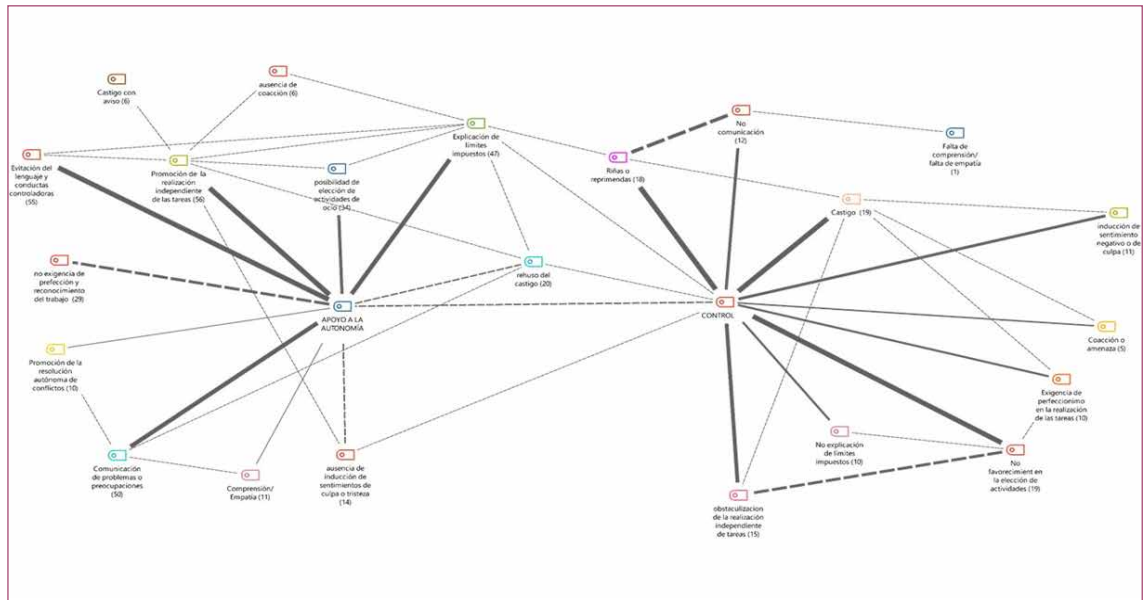 Castigo con
aviso (6)
ausencia de
coacción (6)
Explicación de
límites
impuestos (47)
No
comunicación
(12)
Falta de
comprensión/
falta de empatía
(1)
Evitación del
lenguaje y
conductas
controladoras
(55)
Promoción de la
realización
independiente
de las tareas (56)
posibilidad de
elección de
actividades de
ocio (34)
Riñas o
reprimendas (18)
Castigo (19)
inducción de
sentimiento
negativo o de
culpa (11)
no exigencia de
prefección y
reconocimiento
del trabajo (29)
rehuso del
castigo (20)
APOYO A LA
AUTONOMÍA
CONTROL
Coacción o
amenaza (5)
Promoción de la
resolución
autónoma de
conflictos (10)
Exigencia de
perfeccionimo
en la realización
de las tareas (10)
Comunicación
de problemas o
preocupaciones
(50)
Comprensión/
Empatía (11)
ausencia de
inducción de
sentimientos de
culpa o tristeza
(14)
No explicación
de límites
impuestos (10)
No
favorecimient en
la elección de
actividades (19)
obstaculizacion
de la realización
independiente
de tareas (15)